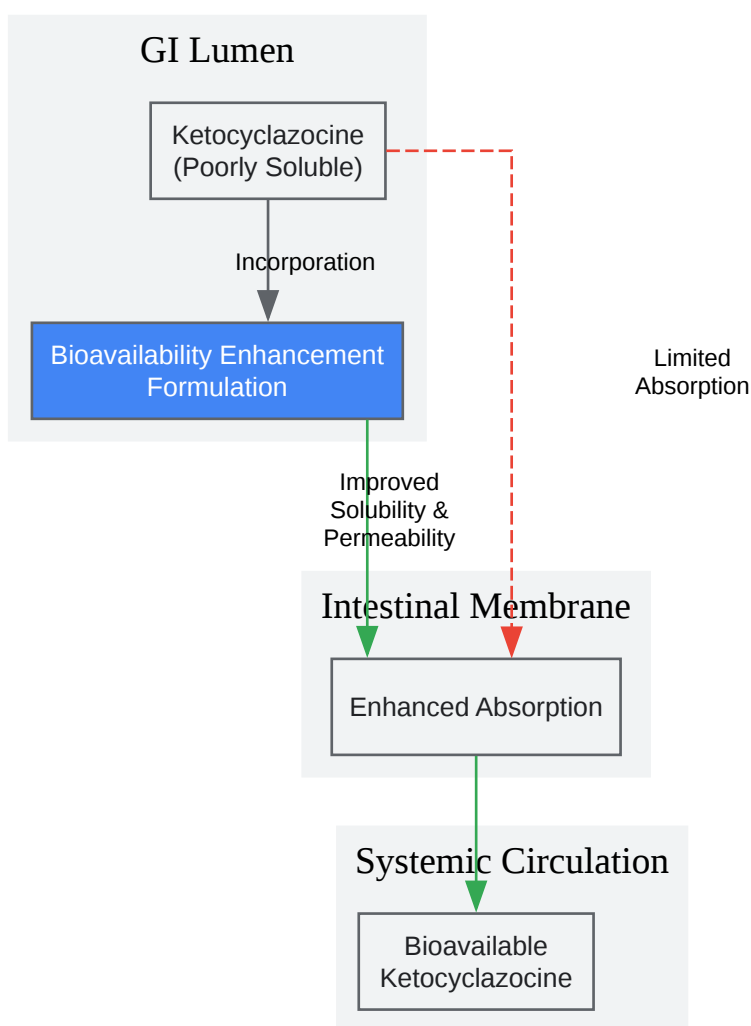 GI Lumen
Ketocyclazocine
(Poorly Soluble)
Incorporation
Bioavailability Enhancement
Formulation
Limited
Absorption
Improved
Solubility &
Permeability
Intestinal Membrane
Enhanced Absorption
Systemic Circulation
Bioavailable
Ketocyclazocine